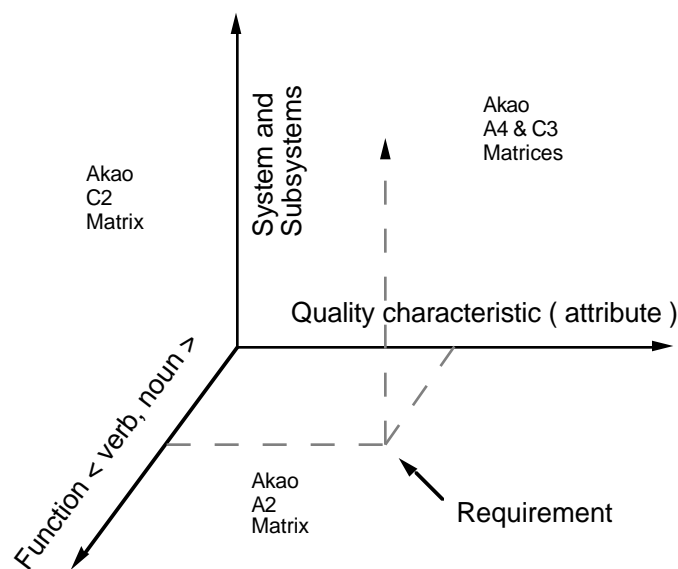 Akao
A4 & C3
Matrices
System and
Subsystems
Akao
C2
Matrix
Quality characteristic ( attribute )
Function < verb, noun >
Akao
A2
Matrix
Requirement